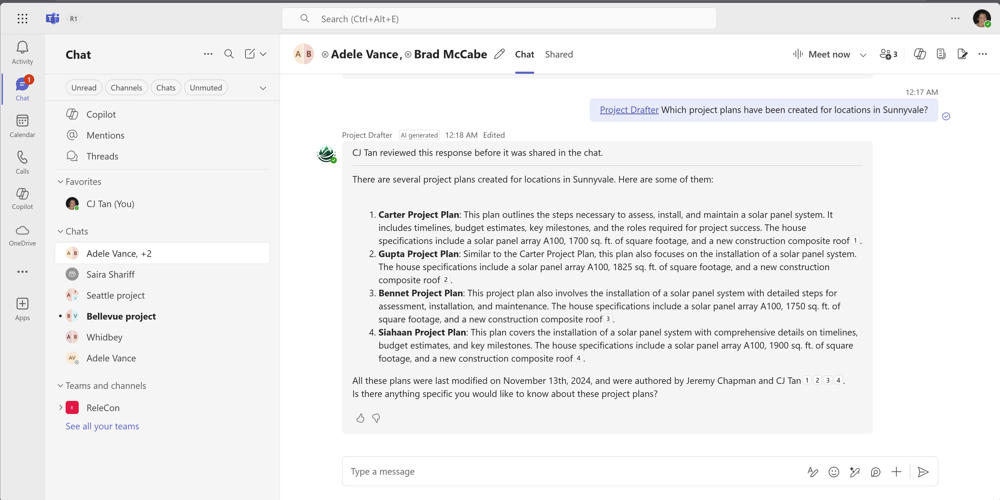 R1
Search (Ctrl+Alt+E)
Activity
1
Chat
Calendar
Calls
Copilot
OneDrive
Apps
Chat
Unread Channels Chats Unmuted
Copilot
Mentions
Threads
Favorites
CJ Tan (You)
Chats
A B Adele Vance, +2
Saira Shariff
A B V Seattle project
B V Bellevue project
A B Whidbey
AV Adele Vance
Teams and channels
R ReleCon
See all your teams
A B Adele Vance, Brad McCabe Chat Shared Meet now 3
12:17 AM
Project Drafter Which project plans have been created for locations in Sunnyvale?
Project Drafter AI generated 12:18 AM Edited
CJ Tan reviewed this response before it was shared in the chat.
There are several project plans created for locations in Sunnyvale. Here are some of them:
1. Carter Project Plan: This plan outlines the steps necessary to assess, install, and maintain a solar panel system. It
includes timelines, budget estimates, key milestones, and the roles required for project success. The house
specifications include a solar panel array A100, 1700 sq. ft. of square footage, and a new construction composite roof 1 .
2. Gupta Project Plan: Similar to the Carter Project Plan, this plan also focuses on the installation of a solar panel system.
The house specifications include a solar panel array A100, 1825 sq. ft. of square footage, and a new construction
composite roof 2 .
3. Bennet Project Plan: This project plan also involves the installation of a solar panel system with detailed steps for
assessment, installation, and maintenance. The house specifications include a solar panel array A100, 1750 sq. ft. of
square footage, and a new construction composite roof 3 .
4. Siahaan Project Plan: This plan covers the installation of a solar panel system with comprehensive details on timelines,
budget estimates, and key milestones. The house specifications include a solar panel array A100, 1900 sq. ft. of square
footage, and a new construction composite roof 4 .
All these plans were last modified on November 13th, 2024, and were authored by Jeremy Chapman and CJ Tan 1 2 3 4 .
Is there anything specific you would like to know about these project plans?
Type a message